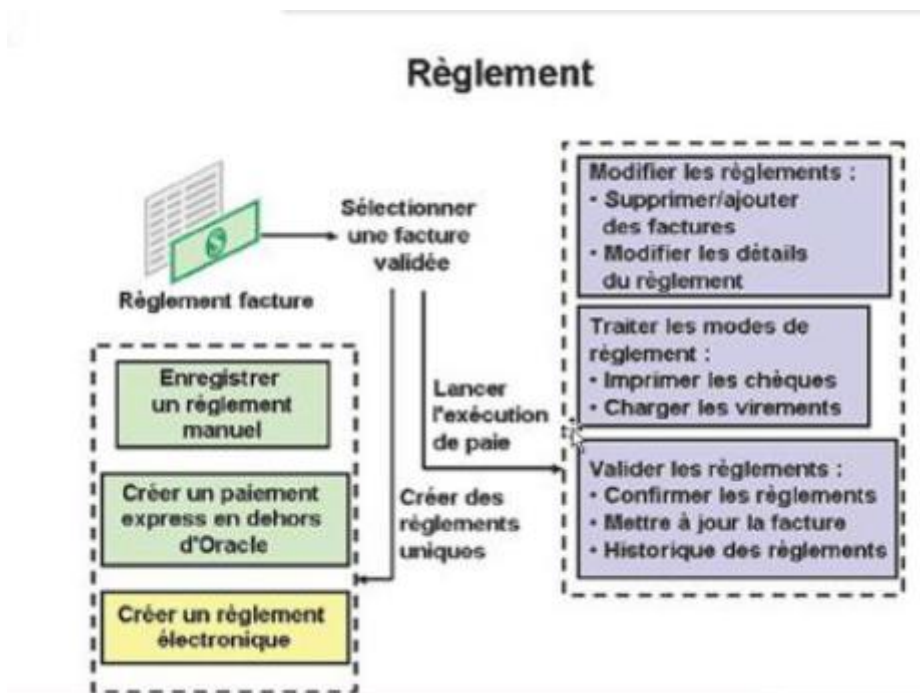 Règlement
Règlement facture
Sélectionner
une facture
validée
Enregistrer
un règlement
manuel
Créer un paiement
express en dehors
d'Oracle
Créer un règlement
électronique
Lancer
l'exécution
de paie
Créer des
règlements
uniques
Modifier les règlements :
• Supprimer/ajouter
des factures
• Modifier les détails
du règlement
Traiter les modes de
règlement :
• Imprimer les chèques
• Charger les virements
Valider les règlements :
• Confirmer les règlements
• Mettre à jour la facture
• Historique des règlements